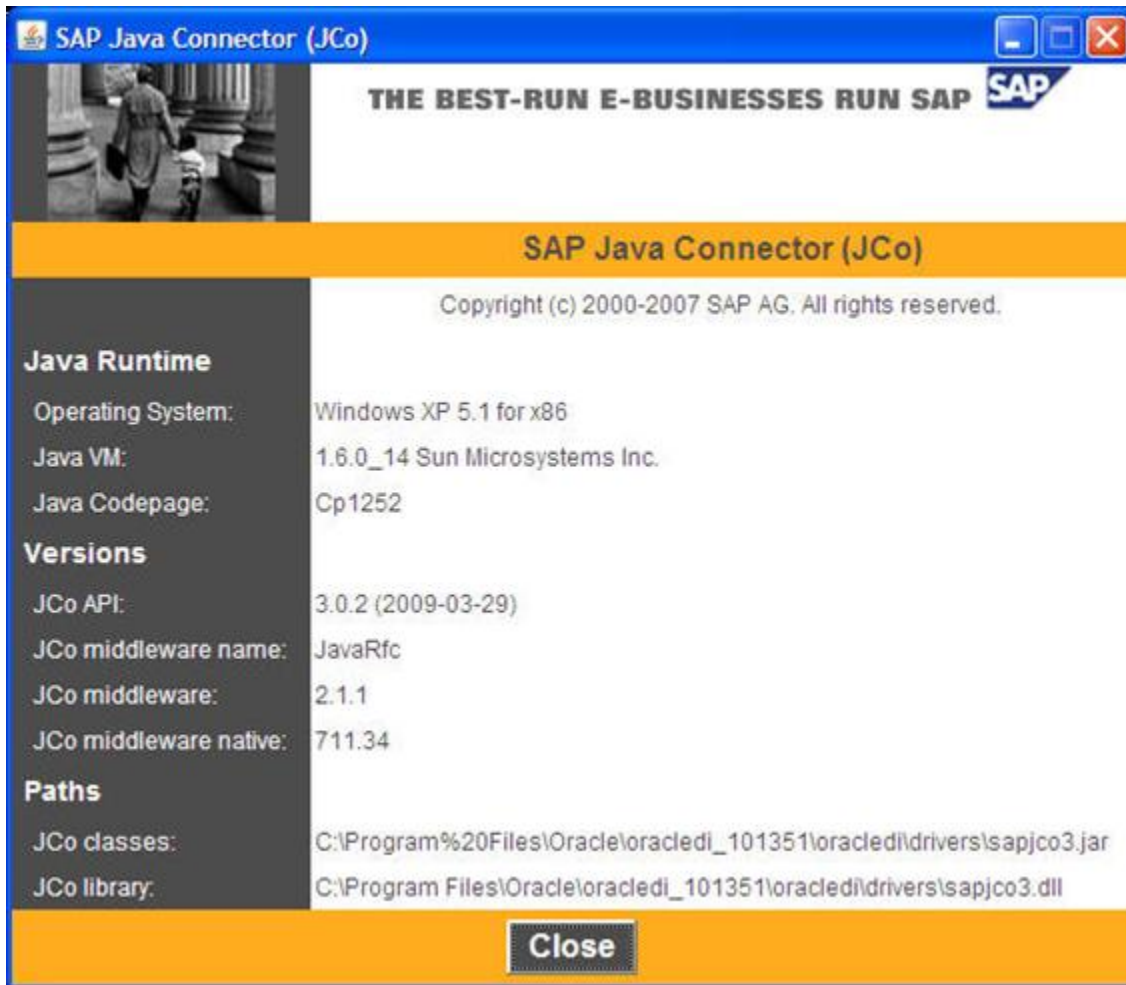 SAP Java Connector (JCo)
THE BEST-RUN E-BUSINESSES RUN SAP SAP
SAP Java Connector (JCo)
Copyright (c) 2000-2007 SAP AG. All rights reserved.
Java Runtime
Operating System: Windows XP 5.1 for x86
Java VM: 1.6.0_14 Sun Microsystems Inc.
Java Codepage: Cp1252
Versions
JCo API: 3.0.2 (2009-03-29)
JCo middleware name: JavaRfc
JCo middleware: 2.1.1
JCo middleware native: 711.34
Paths
JCo classes: C:\Program%20Files\Oracle\oracledi_101351\oracledi\drivers\sapjco3.jar
JCo library: C:\Program Files\Oracle\oracledi_101351\oracledi\drivers\sapjco3.dll
Close